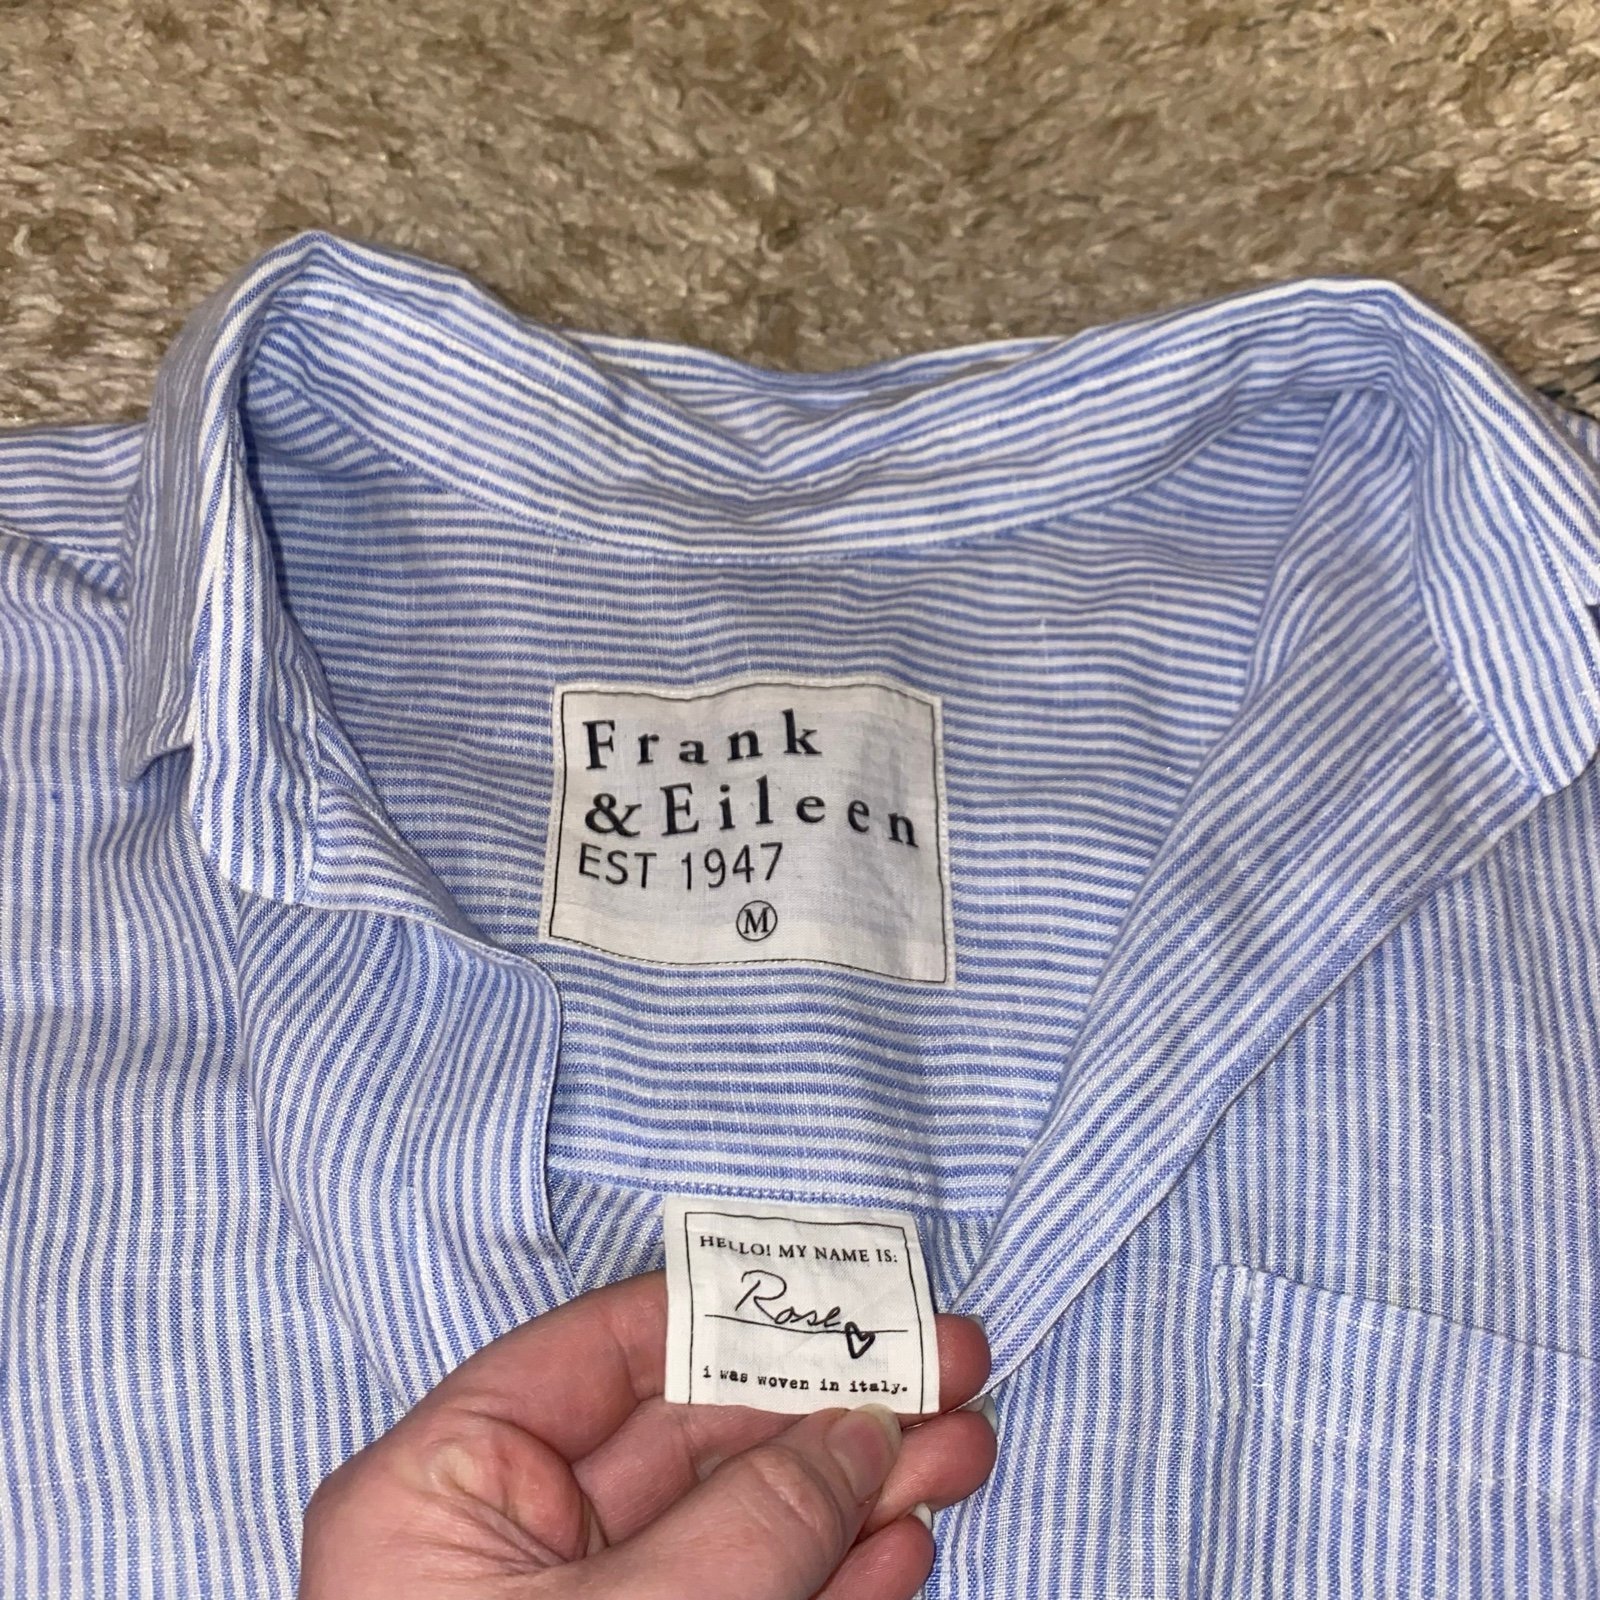 Frank
& Eileen
EST 1947
M
HELLO! MY NAME IS:
Rose
i was woven in italy.